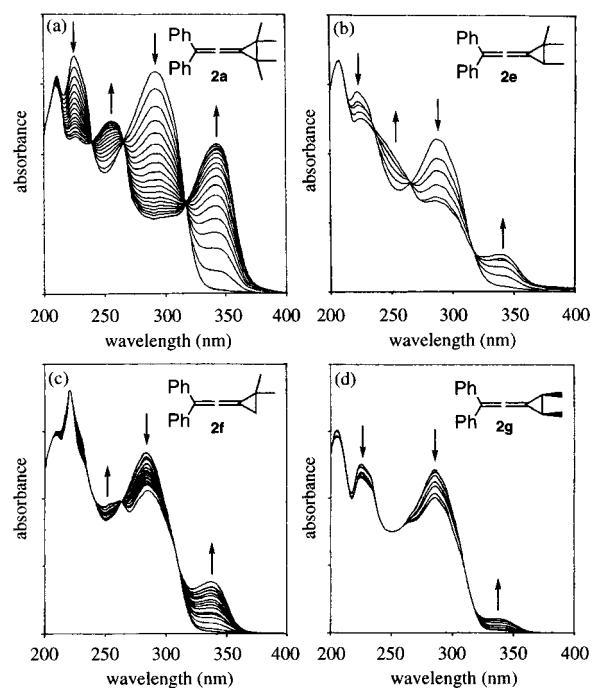 (a)
Ph
Ph
2a
absorbance
200 250 300 350 400
wavelength (nm)
(b)
Ph
Ph
2e
absorbance
200 250 300 350 400
wavelength (nm)
(c)
Ph
Ph
2f
absorbance
200 250 300 350 400
wavelength (nm)
(d)
Ph
Ph
2g
absorbance
200 250 300 350 400
wavelength (nm)